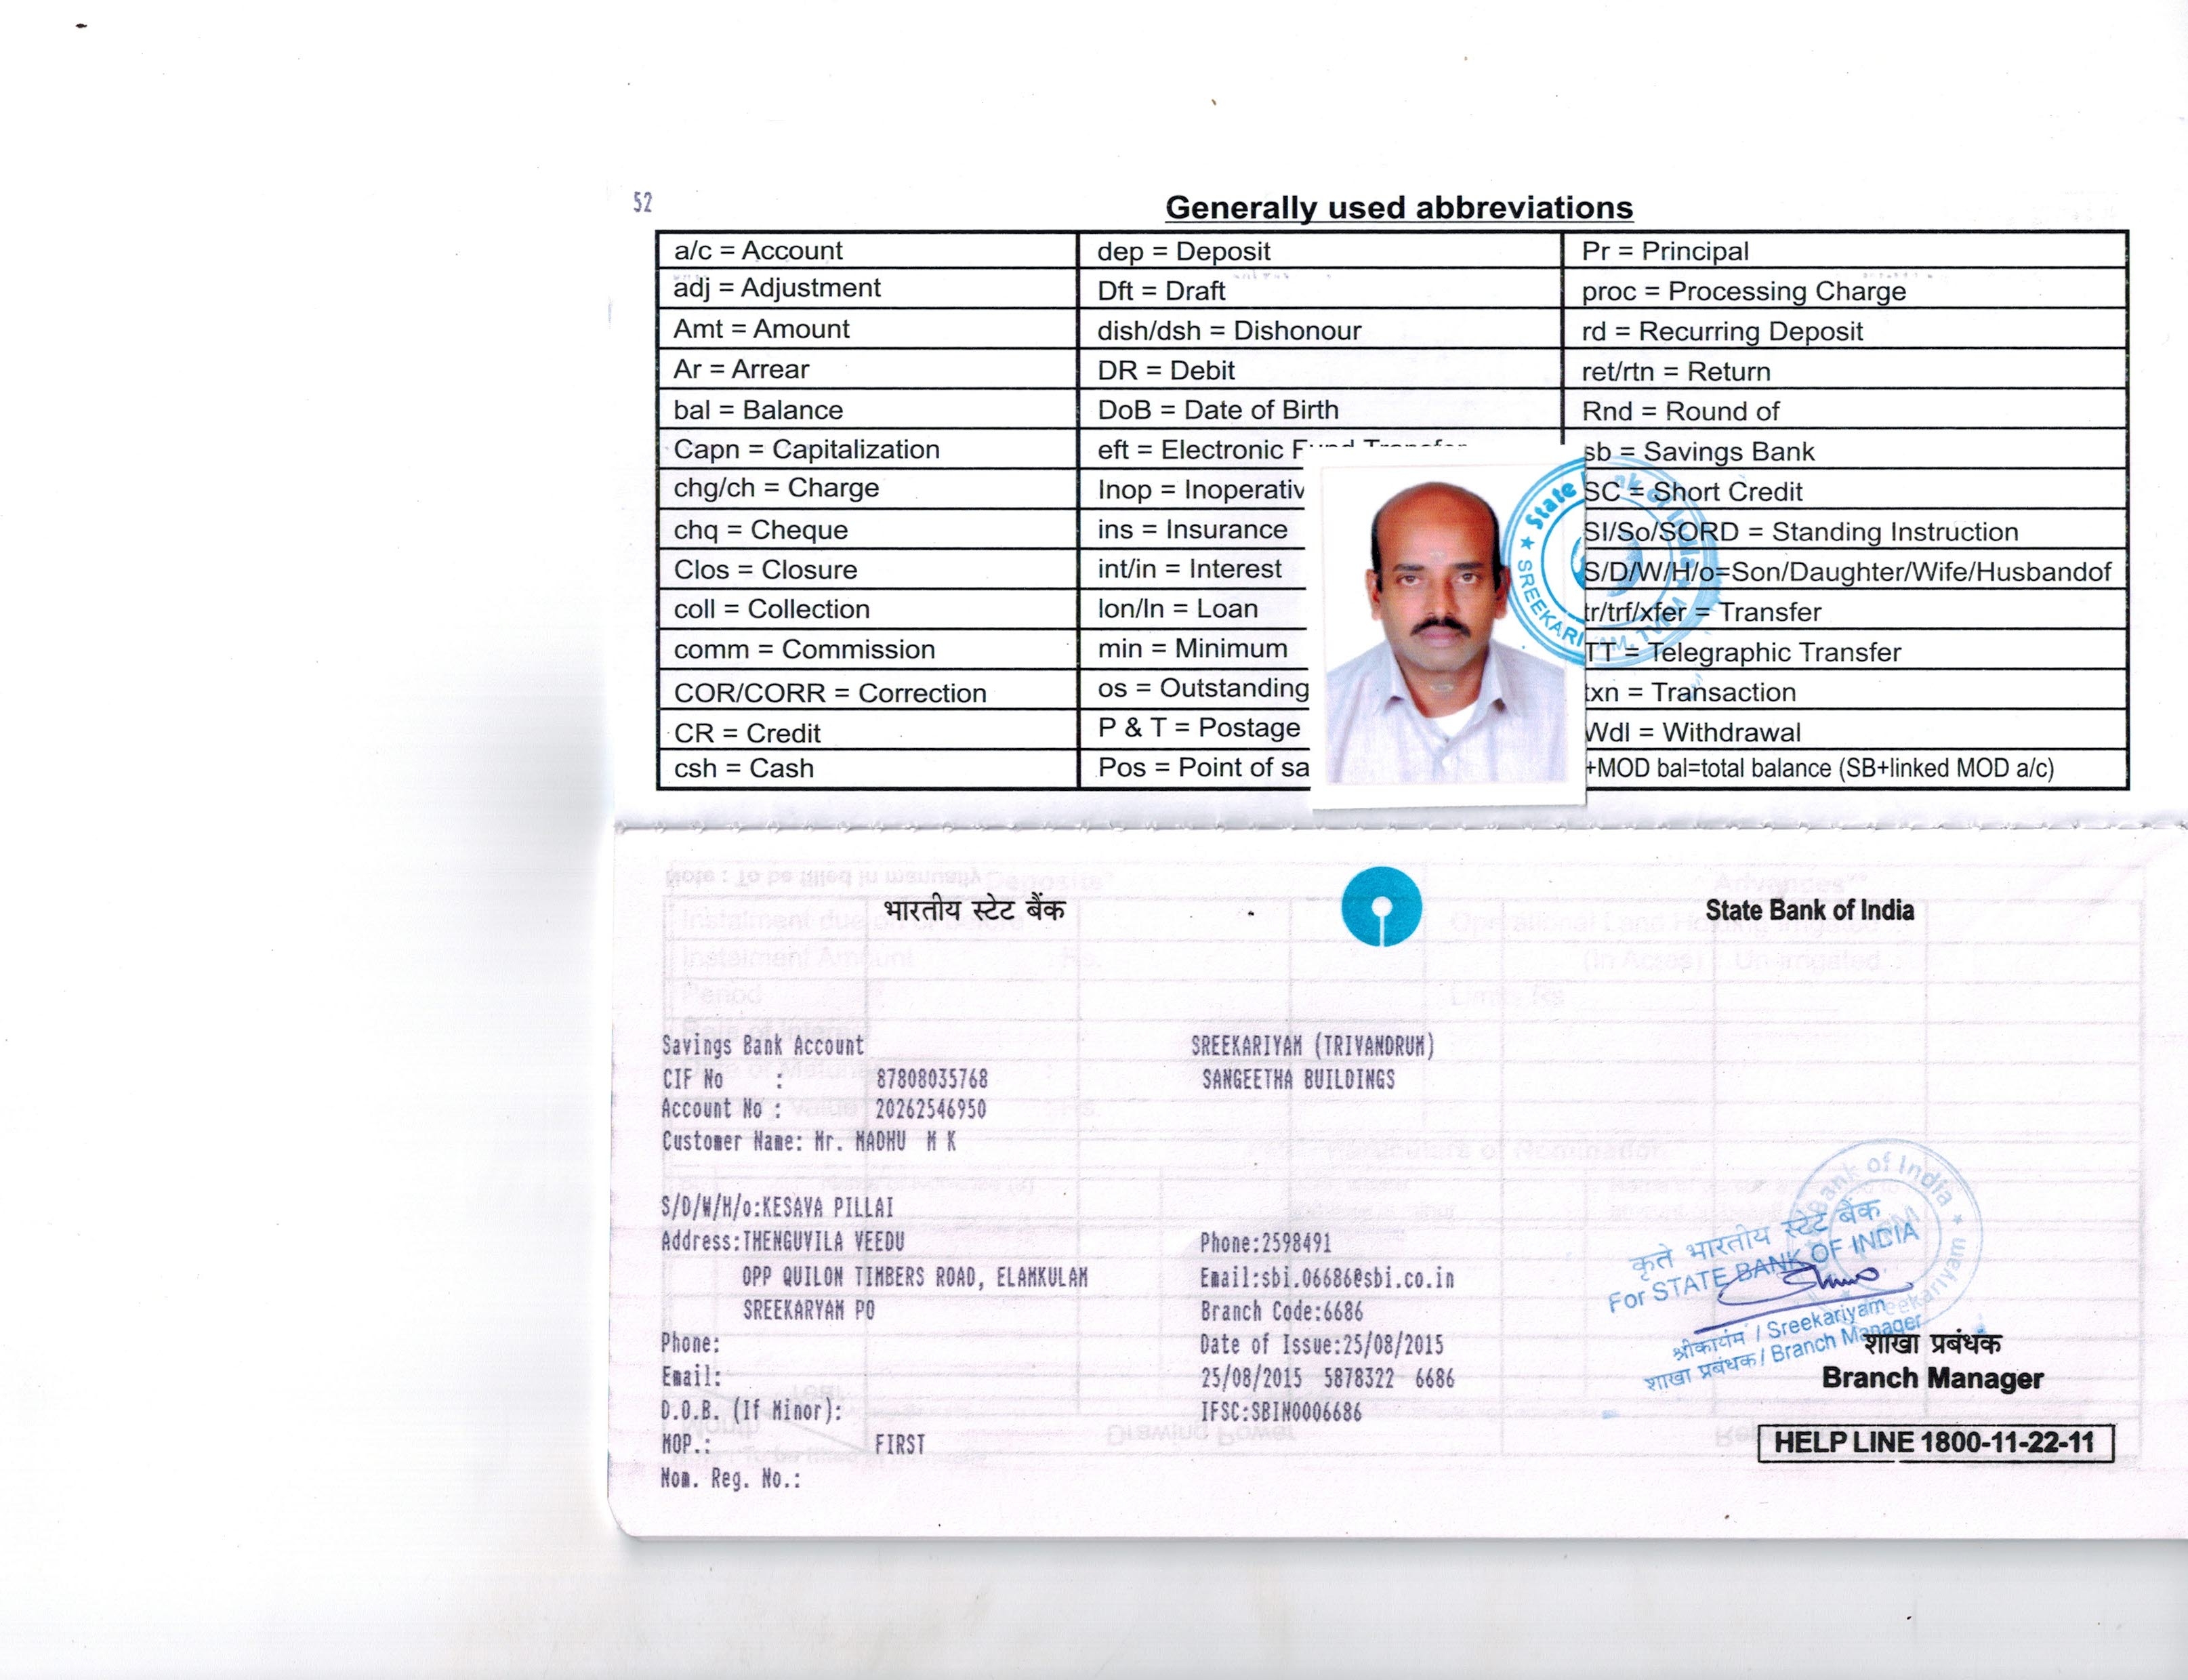 52
Generally used abbreviations
a/c = Account
adj = Adjustment
Amt = Amount
Ar = Arrear
bal = Balance
Capn = Capitalization
chg/ch = Charge
chq = Cheque
Clos = Closure
coll = Collection
comm = Commission
COR/CORR = Correction
CR = Credit
csh = Cash
dep = Deposit
Dft = Draft
dish/dsh = Dishonour
DR = Debit
DoB = Date of Birth
eft = Electronic Fund Transfer
Inop = Inoperativ
ins = Insurance
int/in = Interest
lon/ln = Loan
min = Minimum
os = Outstanding
P & T = Postage
Pos = Point of sa
Pr = Principal
proc = Processing Charge
rd = Recurring Deposit
ret/rtn = Return
Rnd = Round of
sb = Savings Bank
SC = Short Credit
SI/So/SORD = Standing Instruction
S/D/W/H/o=Son/Daughter/Wife/Husbandof
tr/trf/xfer = Transfer
TT = Telegraphic Transfer
txn = Transaction
Wdl = Withdrawal
+MOD bal=total balance (SB+linked MOD a/c)
State Bank of India
SREEKARIYAM TVM
भारतीय स्टेट बैंक
State Bank of India
Savings Bank Account
CIF No : 87808035768
Account No : 20262546950
Customer Name: Mr. MADHU M K
S/D/W/H/o:KESAVA PILLAI
Address:THENGUVILA VEEDU
OPP QUILON TIMBERS ROAD, ELAMKULAM
SREEKARYAM PO
Phone:
Email:
D.O.B. (If Minor):
MOP.: FIRST
Nom. Reg. No.:
SREEKARIYAM (TRIVANDRUM)
SANGEETHA BUILDINGS
Phone:2598491
Email:sbi.06686@sbi.co.in
Branch Code:6686
Date of Issue:25/08/2015
25/08/2015 5878322 6686
IFSC:SBIN0006686
Bank of India
Sreekariyam
कृते भारतीय स्टेट बैंक
For STATE BANK OF INDIA
श्रीकार्यम / Sreekariyam
शाखा प्रबंधक / Branch Manager
शाखा प्रबंधक
Branch Manager
HELP LINE 1800-11-22-11